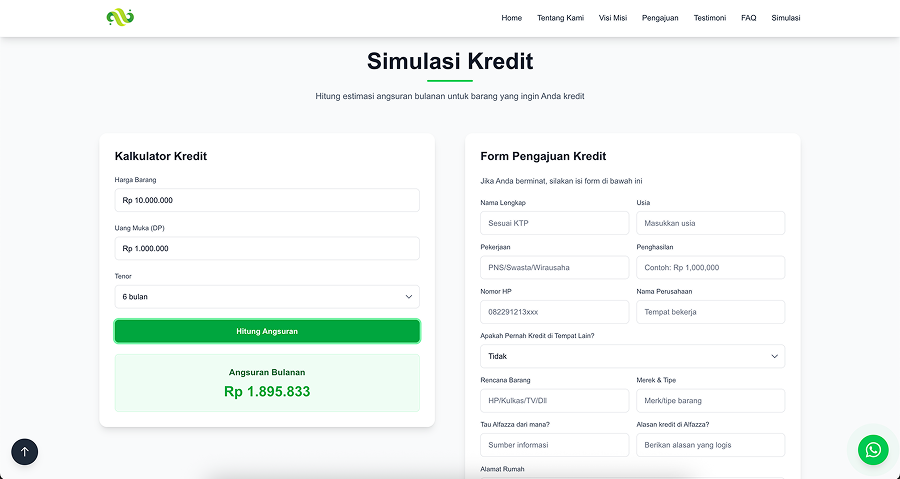 Home Tentang Kami Visi Misi Pengajuan Testimoni FAQ Simulasi
Simulasi Kredit
Hitung estimasi angsuran bulanan untuk barang yang ingin Anda kredit
Kalkulator Kredit
Harga Barang
Rp 10.000.000
Uang Muka (DP)
Rp 1.000.000
Tenor
6 bulan
Hitung Angsuran
Angsuran Bulanan
Rp 1.895.833
Form Pengajuan Kredit
Jika Anda berminat, silakan isi form di bawah ini
Nama Lengkap Usia
Sesuai KTP Masukkan usia
Pekerjaan Penghasilan
PNS/Swasta/Wirausaha Contoh: Rp 1,000,000
Nomor HP Nama Perusahaan
082291213xxx Tempat bekerja
Apakah Pernah Kredit di Tempat Lain?
Tidak
Rencana Barang Merek & Tipe
HP/Kulkas/TV/Dll Merk/tipe barang
Tau Alfazza dari mana? Alasan kredit di Alfazza?
Sumber informasi Berikan alasan yang logis
Alamat Rumah